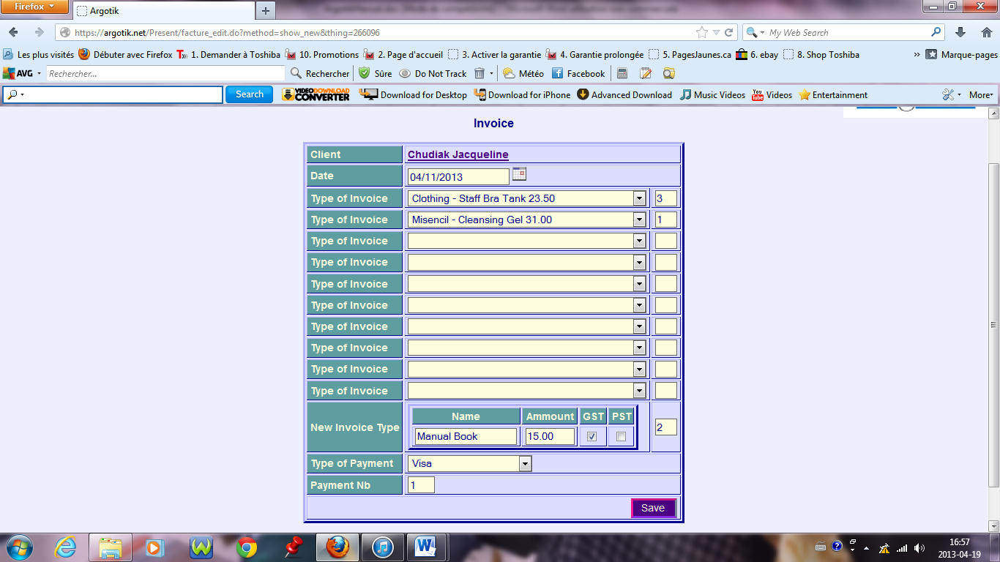 Firefox
Argotik
https://argotik.net/Present/facture_edit.do?method=show_new&thing=266096
My Web Search
Les plus visités Débuter avec Firefox 1. Demander à Toshiba 10. Promotions 2. Page d'accueil 3. Activer la garantie 4. Garantie prolongée 5. PagesJaunes.ca 6. ebay 8. Shop Toshiba » Marque-pages
AVG Rechercher... Rechercher Sûre Do Not Track Météo Facebook
Search VIDEO DOWNLOAD CONVERTER Download for Desktop Download for iPhone Advanced Download Music Videos You Tube Videos Entertainment More
Invoice
Client Chudiak Jacqueline
Date 04/11/2013
Type of Invoice Clothing - Staff Bra Tank 23.50 3
Type of Invoice Misencil - Cleansing Gel 31.00 1
Type of Invoice
Type of Invoice
Type of Invoice
Type of Invoice
Type of Invoice
Type of Invoice
Type of Invoice
Type of Invoice
Name Ammount GST PST
New Invoice Type 2
Manual Book 15.00
Type of Payment Visa
Payment Nb 1
Save
16:57
2013-04-19